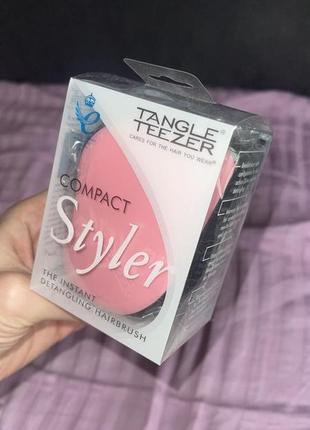 TANGLE
TEEZER®
CARES FOR THE HAIR YOU WEAR®
COMPACT
Styler
THE INSTANT
DETANGLING HAIRBRUSH